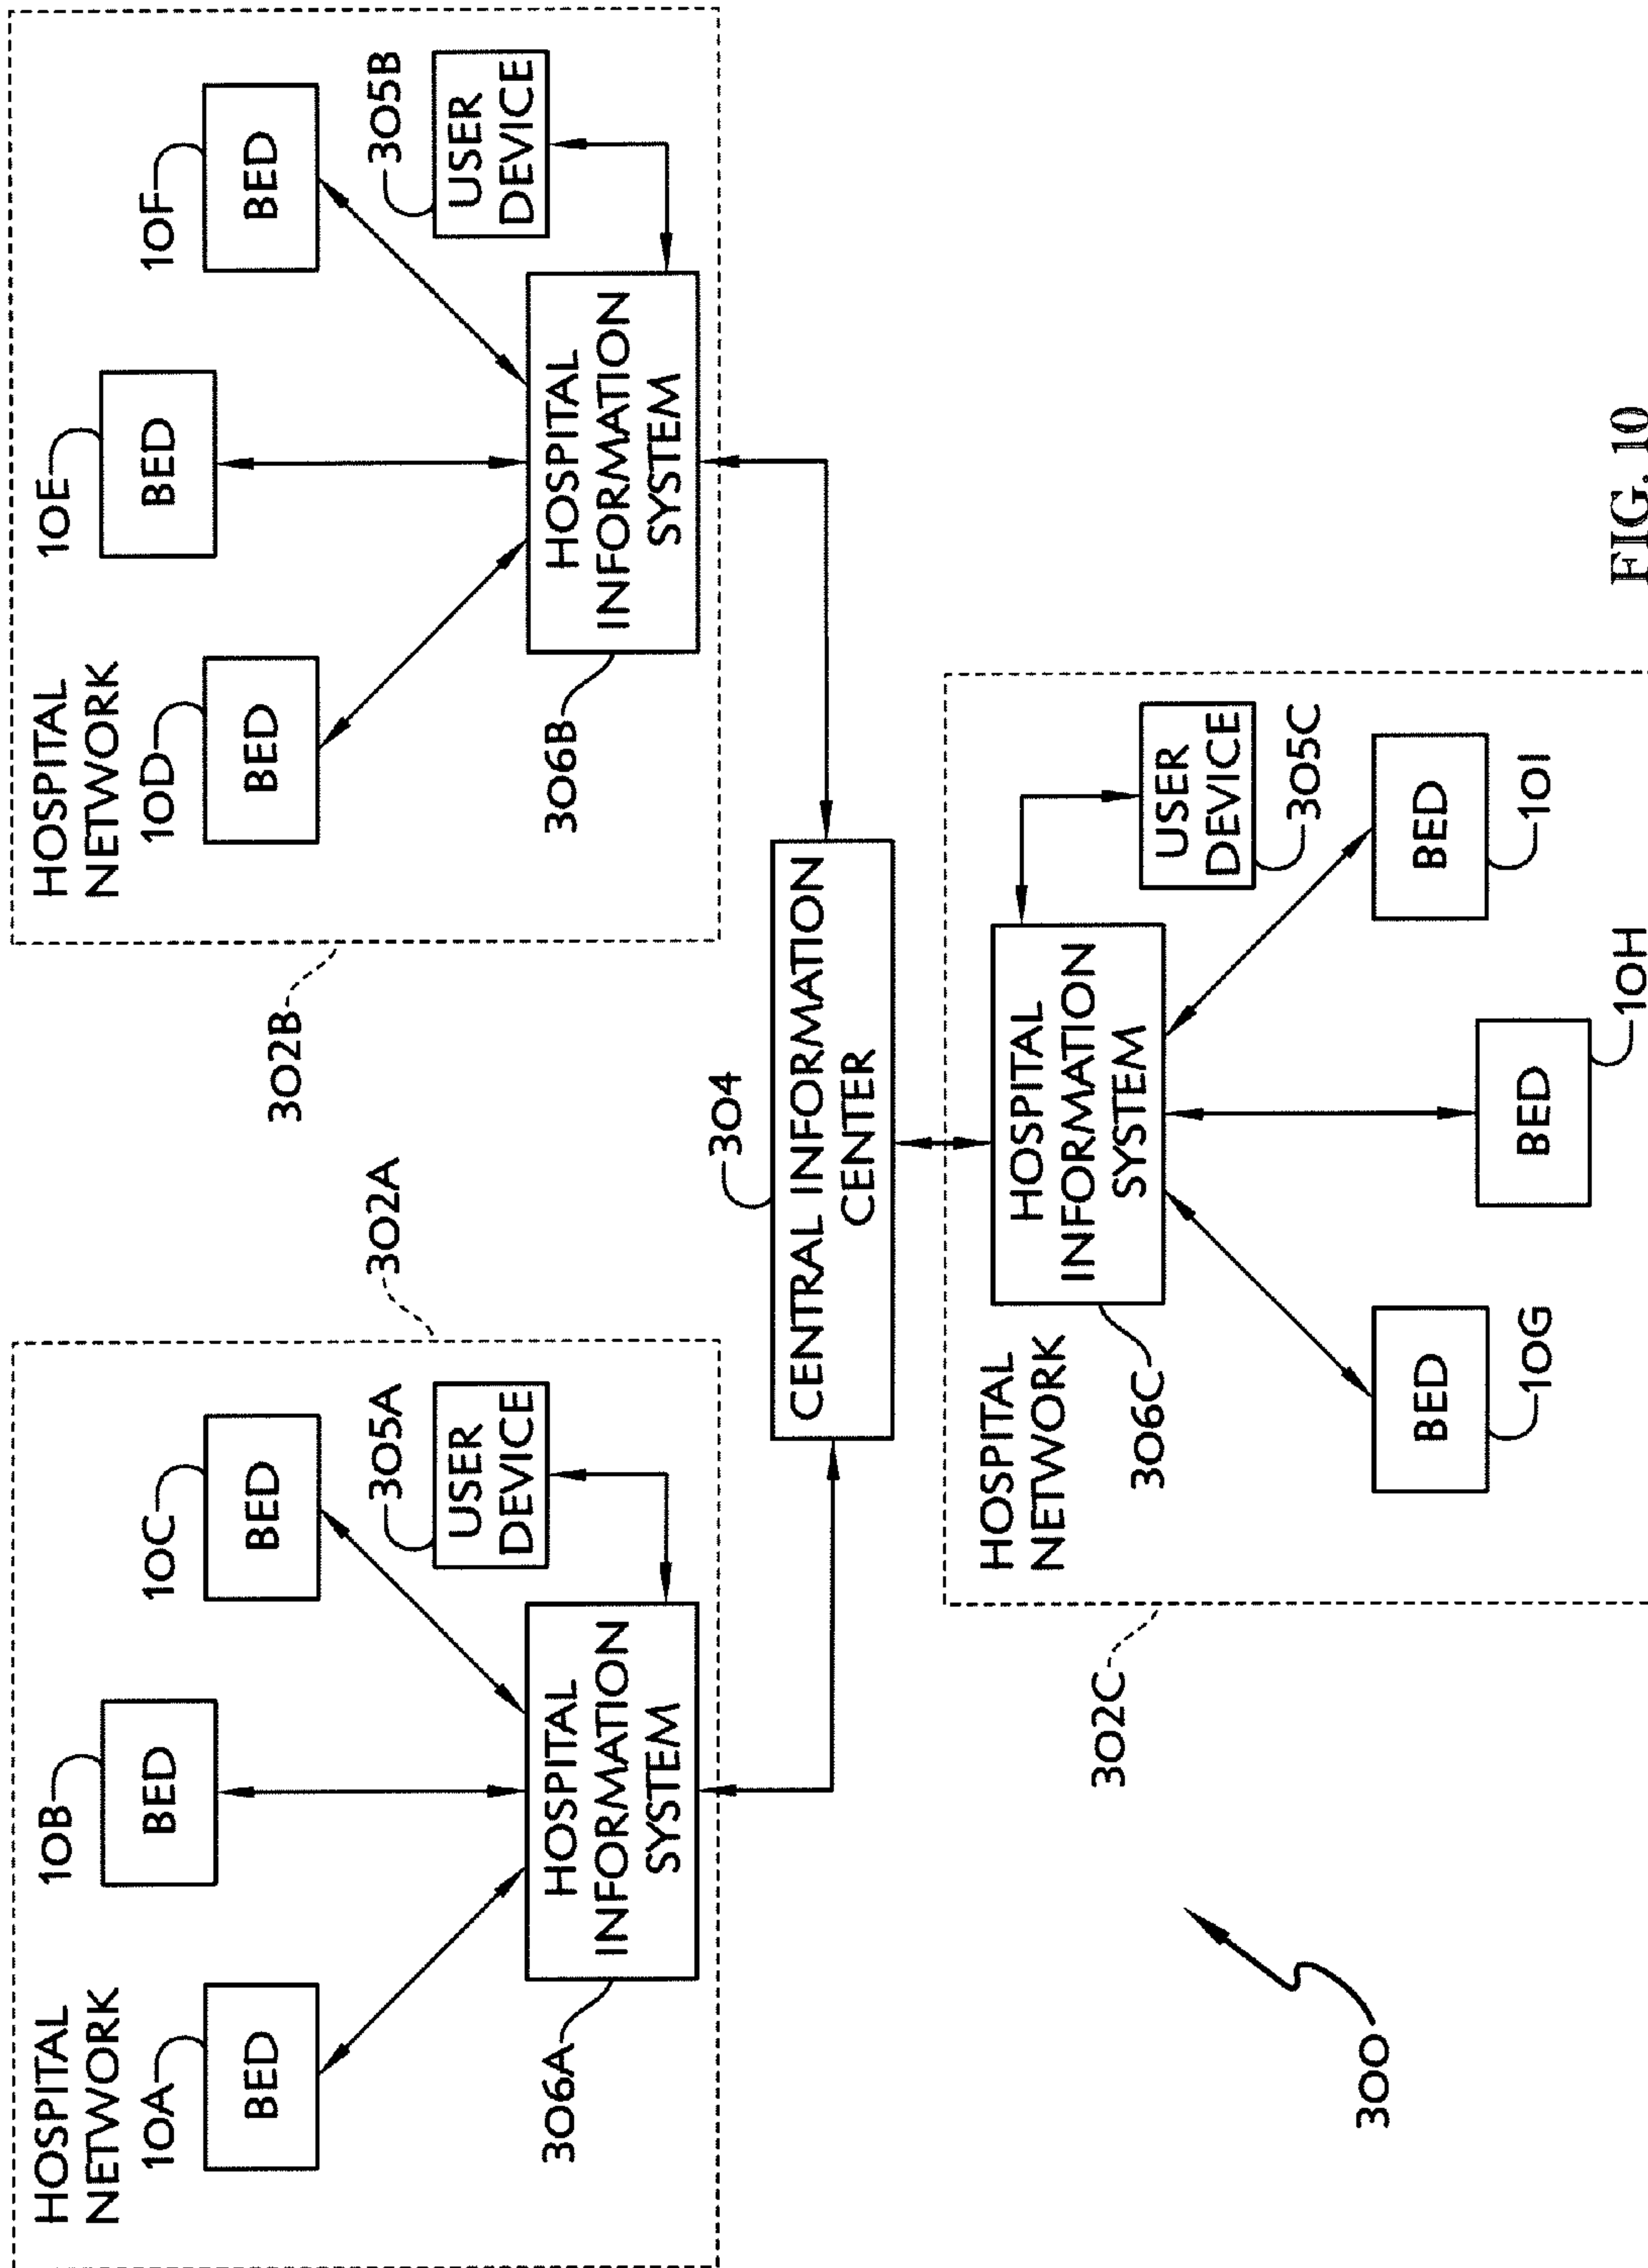 HOSPITAL
NETWORK
10A
BED
10B
BED
10C
BED
305A
USER
DEVICE
HOSPITAL
INFORMATION
SYSTEM
306A
302A
HOSPITAL
NETWORK
10D
BED
10E
BED
10F
BED
305B
USER
DEVICE
HOSPITAL
INFORMATION
SYSTEM
306B
302B
304
CENTRAL INFORMATION
CENTER
HOSPITAL
NETWORK
HOSPITAL
INFORMATION
SYSTEM
306C
302C
USER
DEVICE
305C
BED
10G
BED
10H
BED
10I
300
FIG. 10